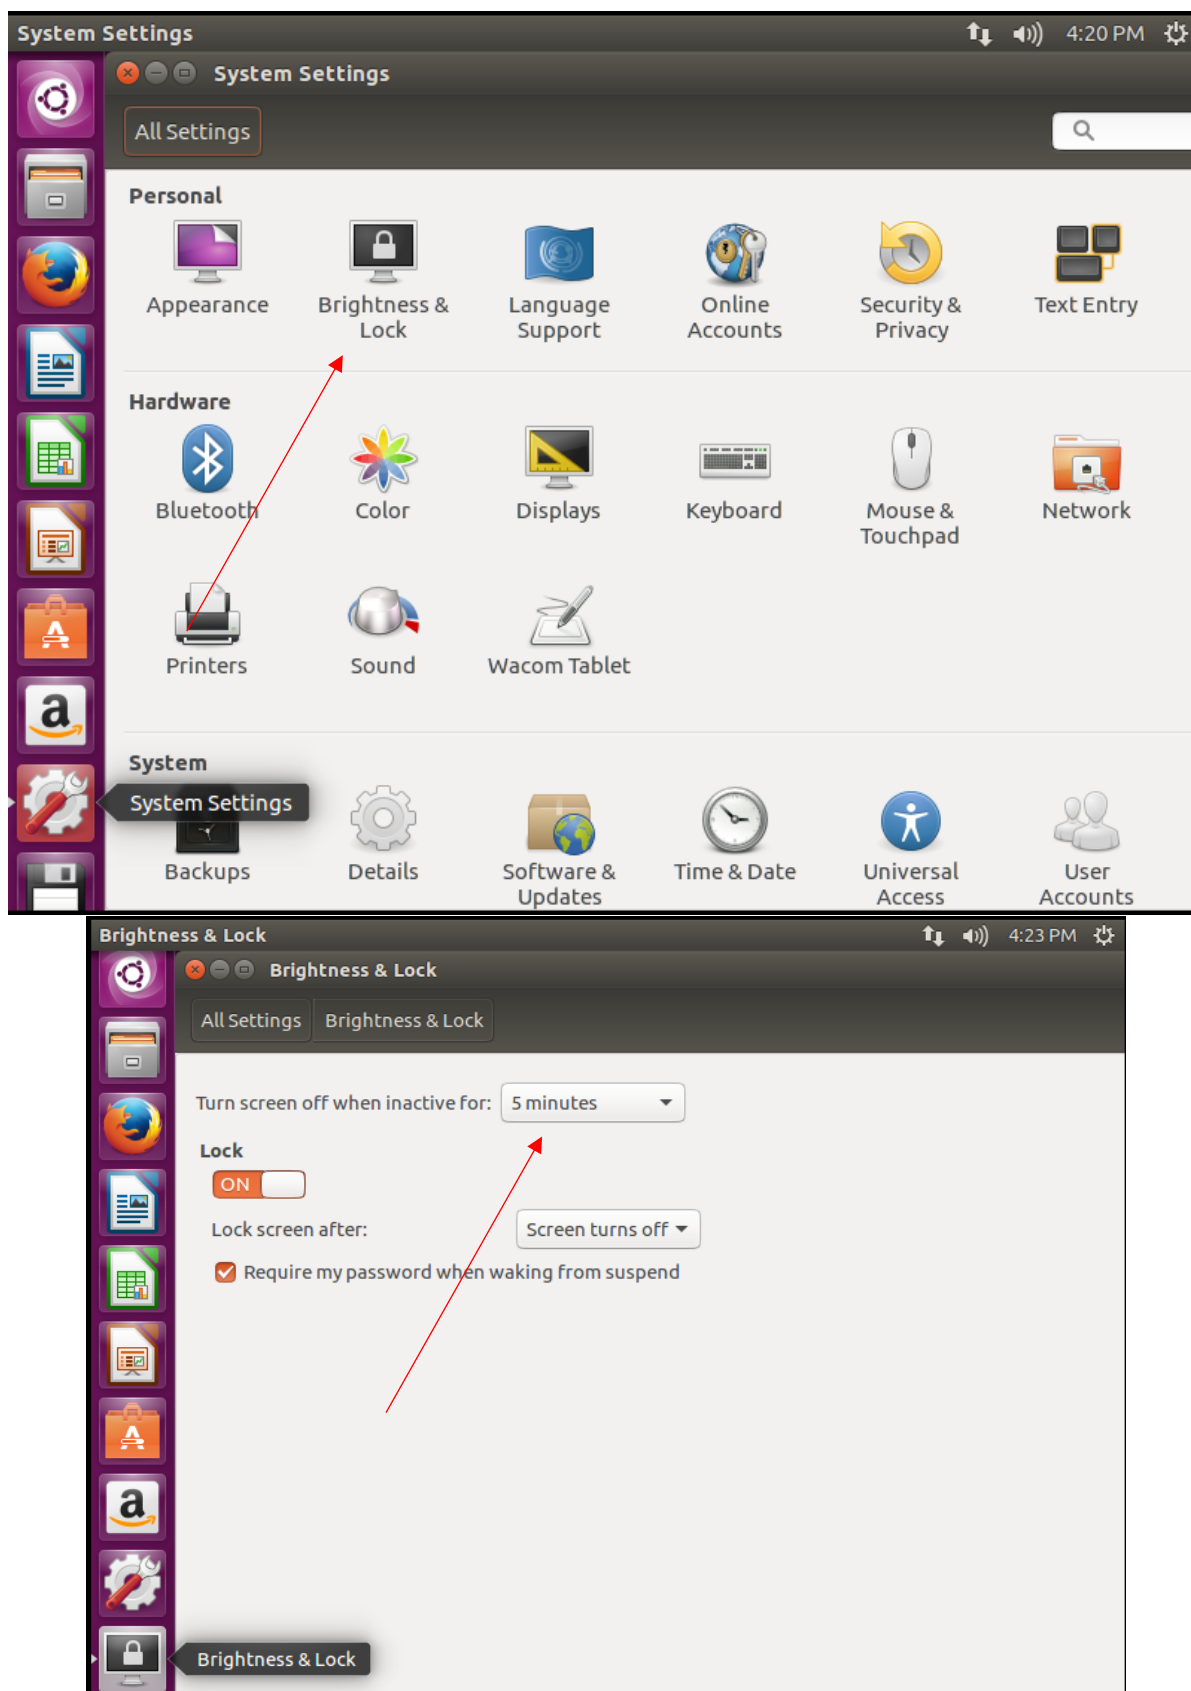 System Settings
4:20 PM
System Settings
All Settings
Personal
Appearance
Brightness &
Lock
Language
Support
Online
Accounts
Security &
Privacy
Text Entry
Hardware
Bluetooth
Color
Displays
Keyboard
Mouse &
Touchpad
Network
Printers
Sound
Wacom Tablet
System
System Settings
Backups
Details
Software &
Updates
Time & Date
Universal
Access
User
Accounts
Brightness & Lock
4:23 PM
Brightness & Lock
All Settings
Brightness & Lock
Turn screen off when inactive for: 5 minutes
Lock
ON
Lock screen after: Screen turns off
Require my password when waking from suspend
Brightness & Lock